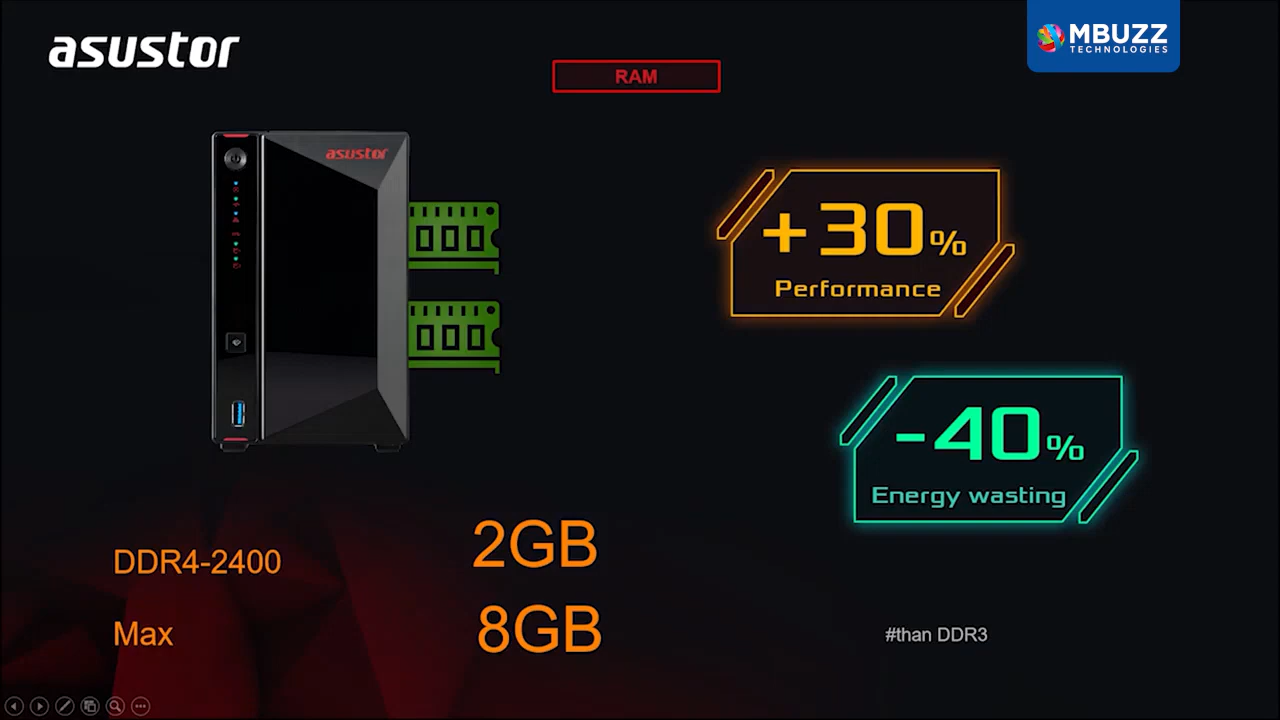 asustor
MBUZZ
TECHNOLOGIES
RAM
asustor
+30%
Performance
-40%
Energy wasting
DDR4-2400 2GB
Max 8GB
#than DDR3